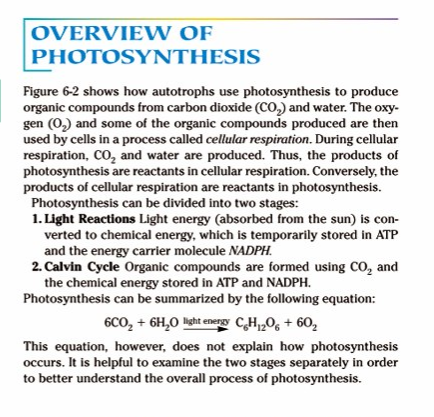 OVERVIEW OF
PHOTOSYNTHESIS
Figure 6-2 shows how autotrophs use photosynthesis to produce
organic compounds from carbon dioxide (CO₂) and water. The oxy-
gen (O₂) and some of the organic compounds produced are then
used by cells in a process called cellular respiration. During cellular
respiration, CO₂ and water are produced. Thus, the products of
photosynthesis are reactants in cellular respiration. Conversely, the
products of cellular respiration are reactants in photosynthesis.
Photosynthesis can be divided into two stages:
1. Light Reactions Light energy (absorbed from the sun) is con-
verted to chemical energy, which is temporarily stored in ATP
and the energy carrier molecule NADPH.
2. Calvin Cycle Organic compounds are formed using CO₂ and
the chemical energy stored in ATP and NADPH.
Photosynthesis can be summarized by the following equation:
6CO₂ + 6H₂O light energy C₆H₁₂O₆ + 6O₂
This equation, however, does not explain how photosynthesis
occurs. It is helpful to examine the two stages separately in order
to better understand the overall process of photosynthesis.